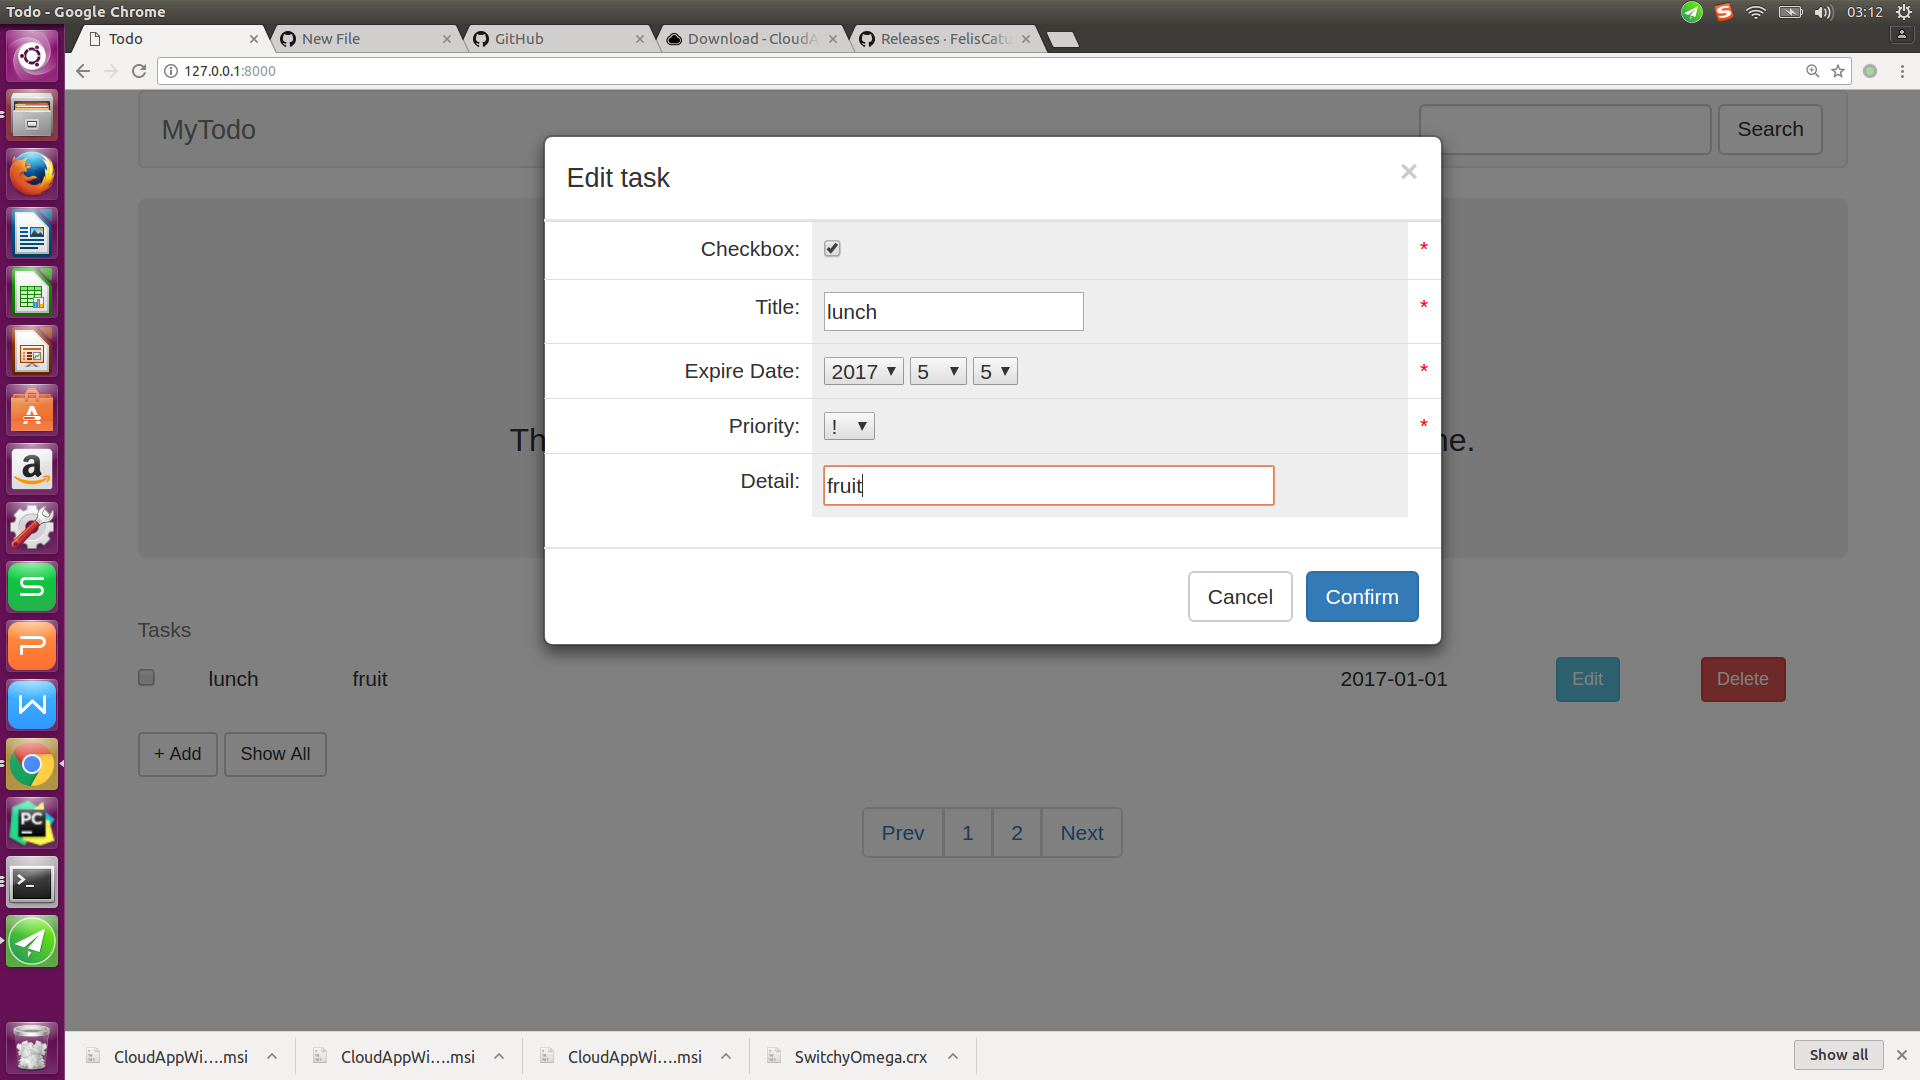 Todo - Google Chrome
03:12
Todo
New File
GitHub
Download - CloudA
Releases · FelisCatu
127.0.0.1:8000
MyTodo
Search
Edit task
×
Checkbox: *
Title: lunch *
Expire Date: 2017 5 5 *
Priority: ! *
Th
ne.
Detail: fruit
Cancel
Confirm
Tasks
lunch fruit 2017-01-01 Edit Delete
+ Add Show All
Prev 1 2 Next
CloudAppWi....msi
CloudAppWi....msi
CloudAppWi....msi
SwitchyOmega.crx
Show all